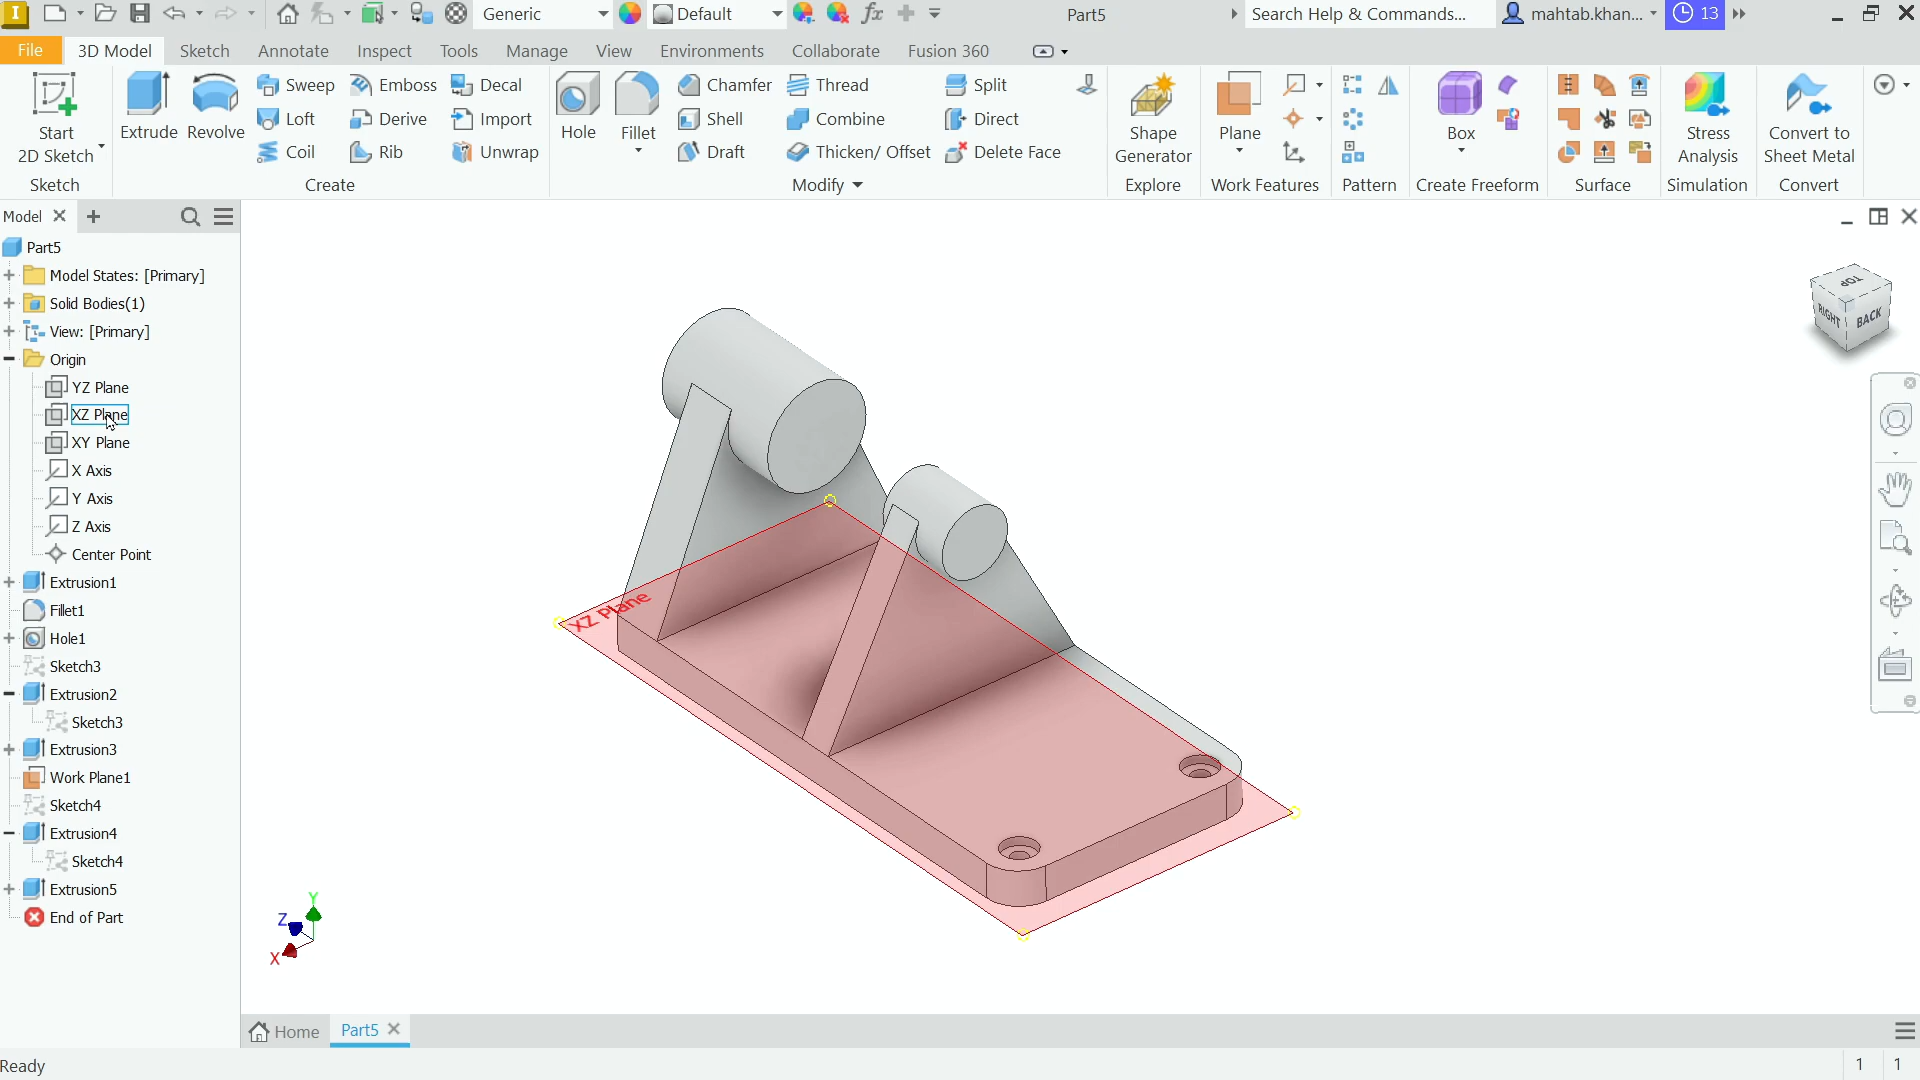 I
Generic
Default
fx
Part5
Search Help & Commands...
mahtab.khan...
13
File
3D Model
Sketch
Annotate
Inspect
Tools
Manage
View
Environments
Collaborate
Fusion 360
Start
2D Sketch
Sketch
Extrude
Revolve
Sweep
Loft
Coil
Emboss
Derive
Rib
Decal
Import
Unwrap
Create
Hole
Fillet
Chamfer
Shell
Draft
Thread
Combine
Thicken/ Offset
Split
Direct
Delete Face
Modify
Shape
Generator
Explore
Plane
Work Features
Pattern
Box
Create Freeform
Surface
Stress
Analysis
Simulation
Convert to
Sheet Metal
Convert
Model
Part5
Model States: [Primary]
Solid Bodies(1)
View: [Primary]
Origin
YZ Plane
XZ Plane
XY Plane
X Axis
Y Axis
Z Axis
Center Point
Extrusion1
Fillet1
Hole1
Sketch3
Extrusion2
Sketch3
Extrusion3
Work Plane1
Sketch4
Extrusion4
Sketch4
Extrusion5
End of Part
XZ Plane
TOP
RIGHT
BACK
Y
Z
X
Home
Part5
Ready
1
1